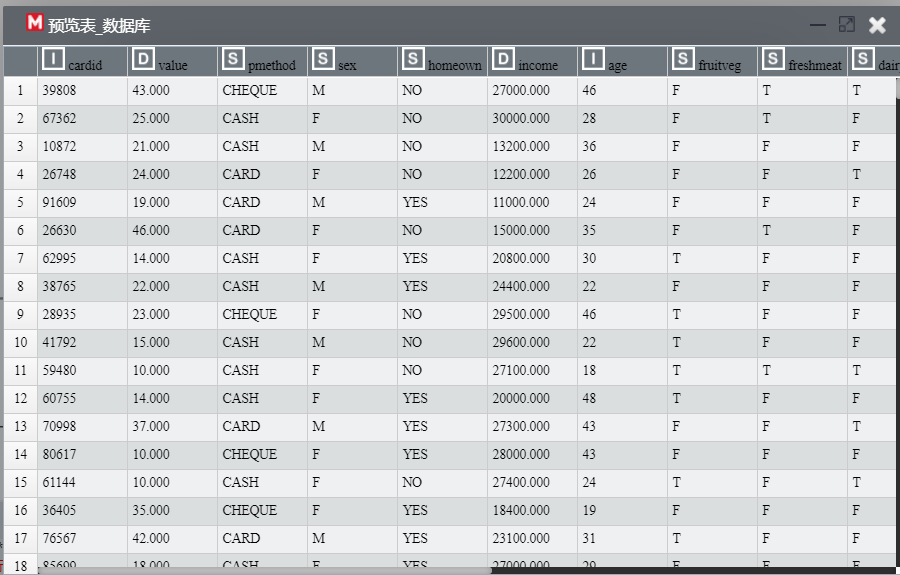 M 预览表_数据库
I cardid D value S pmethod S sex S homeown D income I age S fruitveg S freshmeat S dair
1 39808 43.000 CHEQUE M NO 27000.000 46 F T T
2 67362 25.000 CASH F NO 30000.000 28 F T F
3 10872 21.000 CASH M NO 13200.000 36 F F F
4 26748 24.000 CARD F NO 12200.000 26 F F T
5 91609 19.000 CARD M YES 11000.000 24 F F F
6 26630 46.000 CARD F NO 15000.000 35 F T F
7 62995 14.000 CASH F YES 20800.000 30 T F F
8 38765 22.000 CASH M YES 24400.000 22 F F F
9 28935 23.000 CHEQUE F NO 29500.000 46 T F F
10 41792 15.000 CASH M NO 29600.000 22 T F F
11 59480 10.000 CASH F NO 27100.000 18 T T T
12 60755 14.000 CASH F YES 20000.000 48 T F F
13 70998 37.000 CARD M YES 27300.000 43 F F T
14 80617 10.000 CHEQUE F YES 28000.000 43 F F F
15 61144 10.000 CASH F NO 27400.000 24 T F T
16 36405 35.000 CHEQUE F YES 18400.000 19 F F F
17 76567 42.000 CARD M YES 23100.000 31 T F F
18 85699 18.000 CASH F YES 27000.000 29 F F F